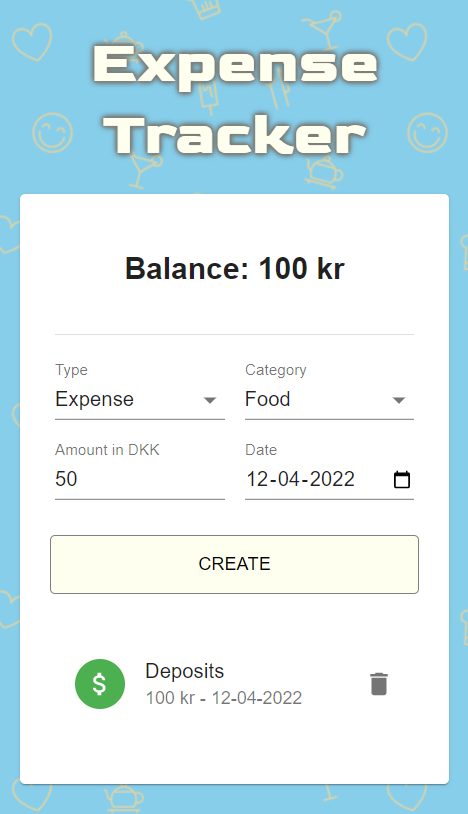 Expense
Tracker
Balance: 100 kr
Type
Category
Expense
Food
Amount in DKK
Date
50
12-04-2022
CREATE
$
Deposits
100 kr - 12-04-2022